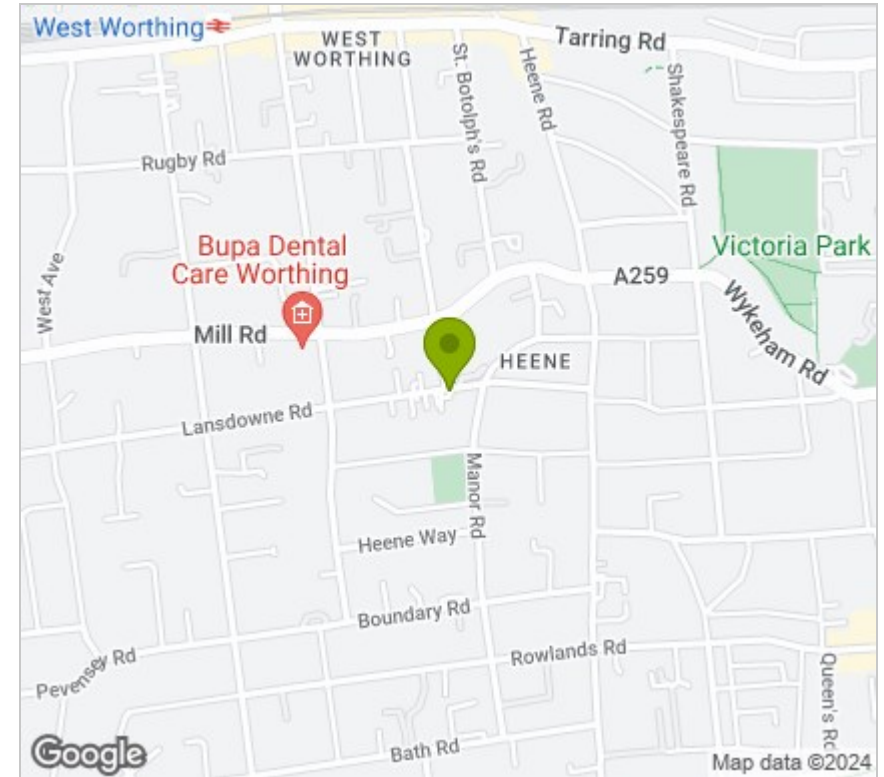 West Worthing
WEST
WORTHING
Tarring Rd
St. Botolph's Rd
Heene Rd
Shakespeare Rd
Rugby Rd
Bupa Dental
Care Worthing
Victoria Park
West Ave
A259
Mill Rd
Wykeham Rd
HEENE
Lansdowne Rd
Manor Rd
Heene Way
Boundary Rd
Rowlands Rd
Pevensey Rd
Queen's Rd
Bath Rd
Google
Map data ©2024